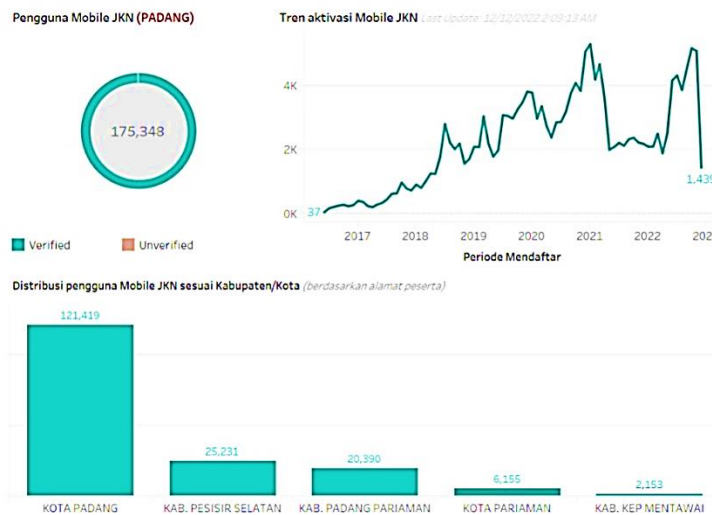 Pengguna Mobile JKN (PADANG)
175,348
Verified
Unverified
Tren aktivasi Mobile JKN Last Update: 12/12/2022 2:09:13 AM
4K
2K
0K
37
1.439
2017
2018
2019
2020
2021
2022
202
Periode Mendaftar
Distribusi pengguna Mobile JKN sesuai Kabupaten/Kota (berdasarkan alamat peserta)
121,419
25,231
20,390
6,155
2,153
KOTA PADANG
KAB. PESISIR SELATAN
KAB. PADANG PARIAMAN
KOTA PARIAMAN
KAB. KEP MENTAWAI